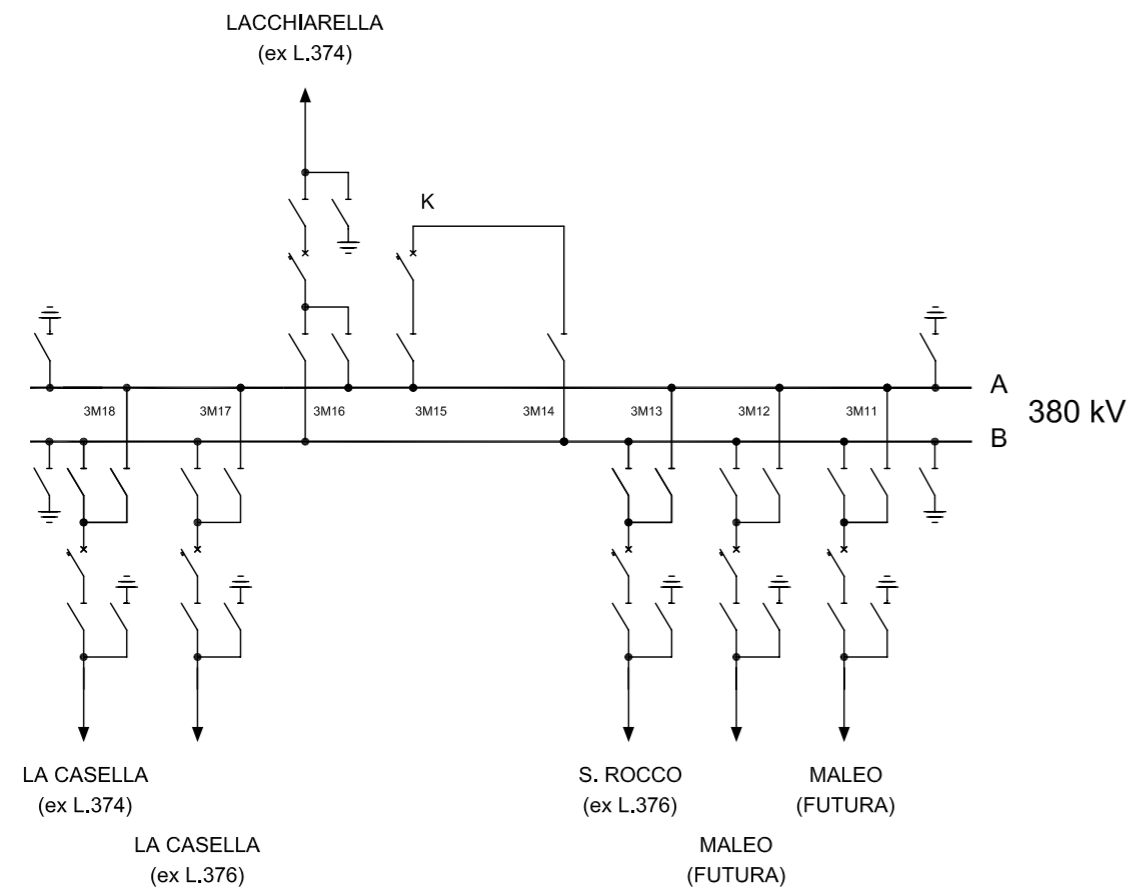 LACCHIARELLA
(ex L.374)
K
A
3M18
3M17
3M16
3M15
3M14
3M13
3M12
3M11
380 kV
B
LA CASELLA
(ex L.374)
S. ROCCO
(ex L.376)
MALEO
(FUTURA)
LA CASELLA
(ex L.376)
MALEO
(FUTURA)